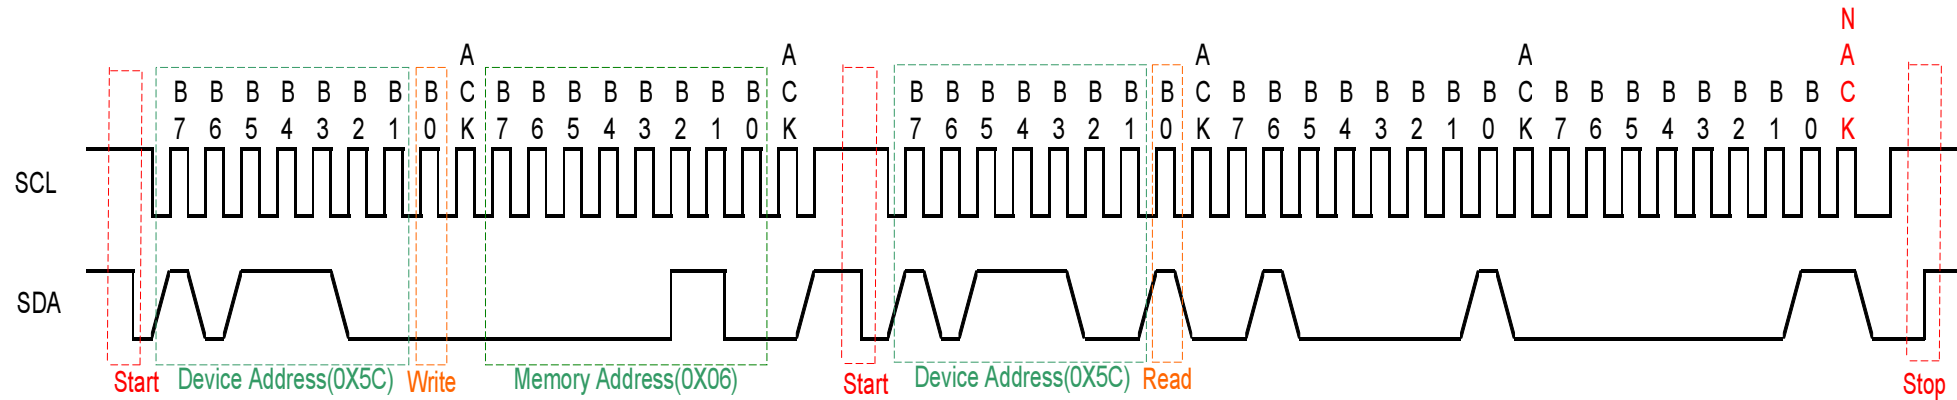 N
A A A A A
B B B B B B B B C B B B B B B B B C B B B B B B B B C B B B B B B B B C B B B B B B B B C
7 6 5 4 3 2 1 0 K 7 6 5 4 3 2 1 0 K 7 6 5 4 3 2 1 0 K 7 6 5 4 3 2 1 0 K 7 6 5 4 3 2 1 0 K
SCL
SDA
Start Device Address(0X5C) Write Memory Address(0X06) Start Device Address(0X5C) Read Stop